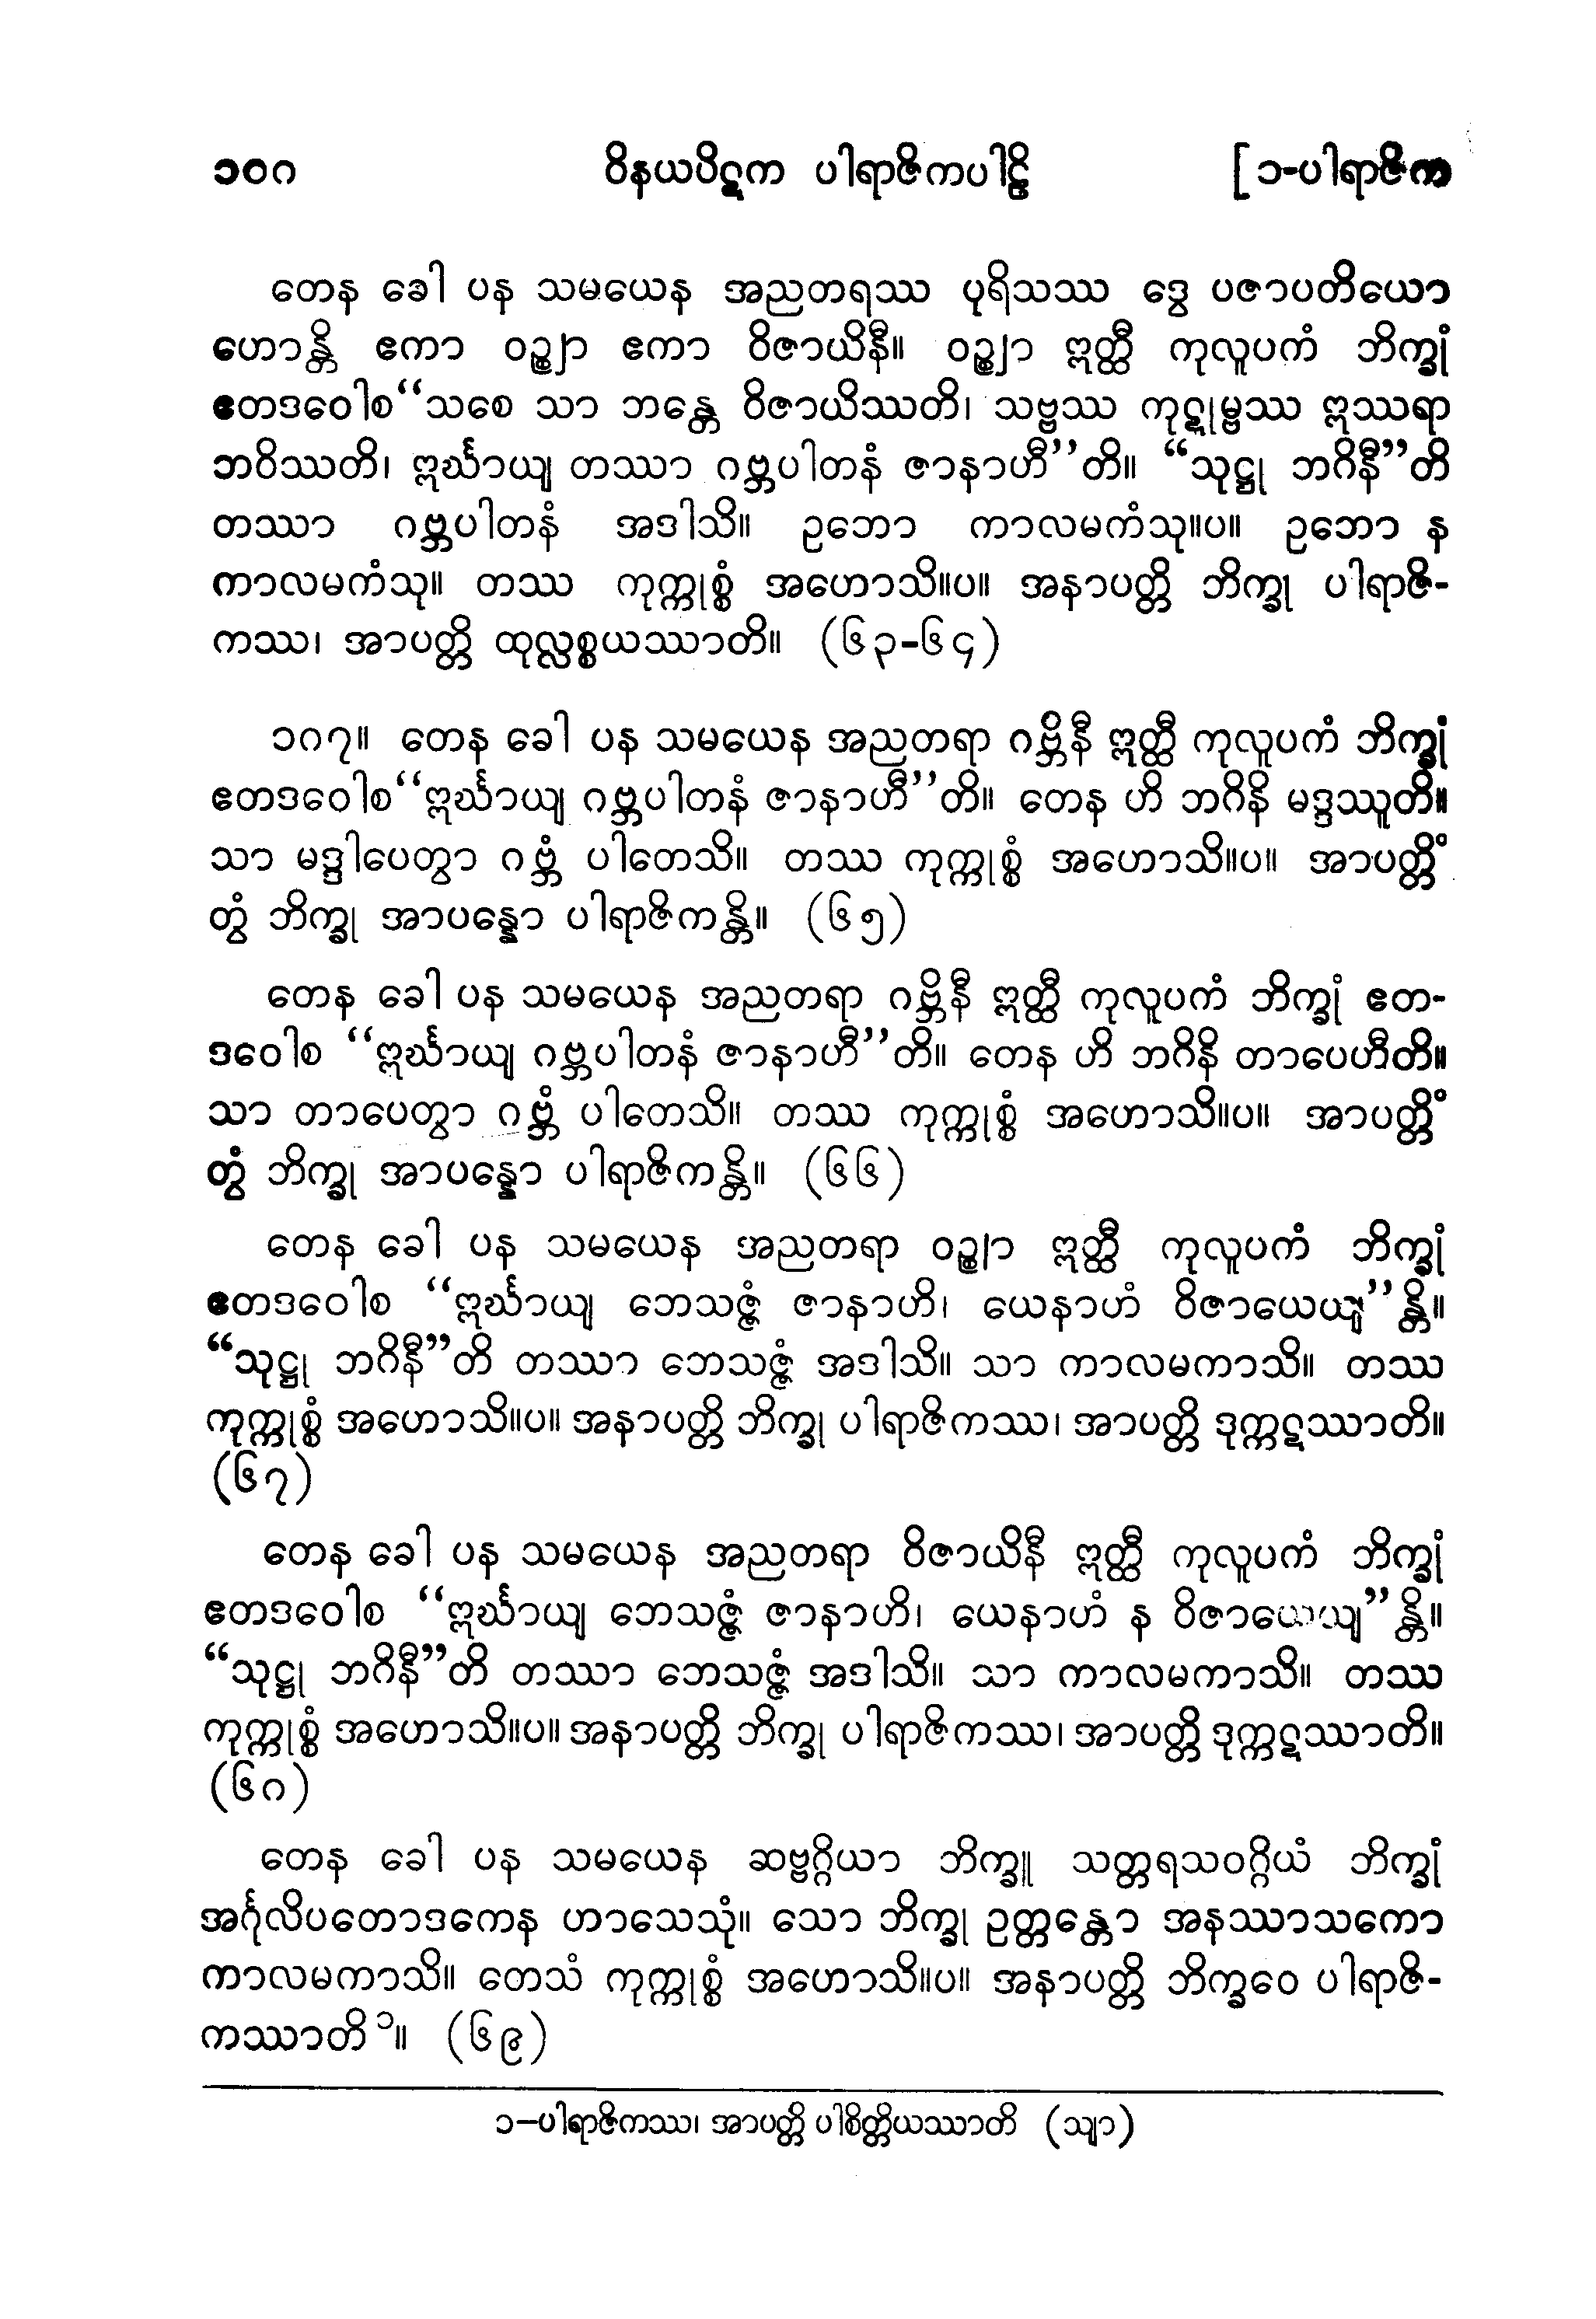 ၁၀ဂ ဝိနယပိဋက ပါရာဇိကပါဠိ [ ၁-ပါရာဇိက
တေန ခေါ ပန သမယေန အညတရဿ ပုရိသဿ ဒွေ ပဇာပတိယော
ဟောန္တိ ဧကာ ဝဉ္ဈာ ဧကာ ဝိဇာယိနီ။ ဝဉ္ဈာ ဣတ္ထီ ကုလူပကံ ဘိက္ခုံ
ဧတဒဝေါစ“သစေ သာ ဘန္တေ ဝိဇာယိဿတိ၊ သဗ္ဗဿ ကုဋုမ္ဗဿ ဣဿရာ
ဘဝိဿတိ၊ ဣင်္ဃာယျ တဿာ ဂဗ္ဘပါတနံ ဇာနာဟီ”တိ။ “သုဋ္ဌု ဘဂိနီ”တိ
တဿာ ဂဗ္ဘပါတနံ အဒါသိ။ ဥဘော ကာလမကံသု။ပ။ ဥဘော န
ကာလမကံသု။ တဿ ကုက္ကုစ္စံ အဟောသိ။ပ။ အနာပတ္တိ ဘိက္ခု ပါရာဇိ-
ကဿ၊ အာပတ္တိ ထုလ္လစ္စယဿာတိ။ (၆၃-၆၄)
၁ဂ၇။ တေန ခေါ ပန သမယေန အညတရာ ဂဗ္ဘိနီ ဣတ္ထီ ကုလူပကံ ဘိက္ခုံ
ဧတဒဝေါစ“ဣင်္ဃာယျ ဂဗ္ဘပါတနံ ဇာနာဟီ”တိ။ တေန ဟိ ဘဂိနိ မဒ္ဒဿူတိ။
သာ မဒ္ဒါပေတွာ ဂဗ္ဘံ ပါတေသိ။ တဿ ကုက္ကုစ္စံ အဟောသိ။ပ။ အာပတ္တိံ
တွံ ဘိက္ခု အာပန္နော ပါရာဇိကန္တိ။ (၆၅)
တေန ခေါ ပန သမယေန အညတရာ ဂဗ္ဘိနီ ဣတ္ထီ ကုလူပကံ ဘိက္ခုံ ဧတ-
ဒဝေါစ “ဣင်္ဃာယျ ဂဗ္ဘပါတနံ ဇာနာဟီ”တိ။ တေန ဟိ ဘဂိနိ တာပေဟီတိ။
သာ တာပေတွာ ဂဗ္ဘံ ပါတေသိ။ တဿ ကုက္ကုစ္စံ အဟောသိ။ပ။ အာပတ္တိံ
တွံ ဘိက္ခု အာပန္နော ပါရာဇိကန္တိ။ (၆၆)
တေန ခေါ ပန သမယေန အညတရာ ဝဉ္ဈာ ဣတ္ထီ ကုလူပကံ ဘိက္ခုံ
ဧတဒဝေါစ “ဣင်္ဃာယျ ဘေသဇ္ဇံ ဇာနာဟိ၊ ယေနာဟံ ဝိဇာယေယျ”န္တိ။
“သုဋ္ဌု ဘဂိနီ”တိ တဿာ ဘေသဇ္ဇံ အဒါသိ။ သာ ကာလမကာသိ။ တဿ
ကုက္ကုစ္စံ အဟောသိ။ပ။ အနာပတ္တိ ဘိက္ခု ပါရာဇိကဿ၊ အာပတ္တိ ဒုက္ကဋဿာတိ။
(၆၇)
တေန ခေါ ပန သမယေန အညတရာ ဝိဇာယိနီ ဣတ္ထီ ကုလူပကံ ဘိက္ခုံ
ဧတဒဝေါစ “ဣင်္ဃာယျ ဘေသဇ္ဇံ ဇာနာဟိ၊ ယေနာဟံ န ဝိဇာယေယျ”န္တိ။
“သုဋ္ဌု ဘဂိနီ”တိ တဿာ ဘေသဇ္ဇံ အဒါသိ။ သာ ကာလမကာသိ။ တဿ
ကုက္ကုစ္စံ အဟောသိ။ပ။ အနာပတ္တိ ဘိက္ခု ပါရာဇိကဿ၊ အာပတ္တိ ဒုက္ကဋဿာတိ။
(၆ဂ)
တေန ခေါ ပန သမယေန ဆဗ္ဗဂ္ဂိယာ ဘိက္ခူ သတ္တရသဝဂ္ဂိယံ ဘိက္ခုံ
အင်္ဂုလိပတောဒကေန ဟာသေသုံ။ သော ဘိက္ခု ဥတ္တန္တော အနဿာသကော
ကာလမကာသိ။ တေသံ ကုက္ကုစ္စံ အဟောသိ။ပ။ အနာပတ္တိ ဘိက္ခဝေ ပါရာဇိ-
ကဿာတိ ၁။ (၆၉)
၁–ပါရာဇိကဿ၊ အာပတ္တိ ပါစိတ္တိယဿာတိ (သျာ)